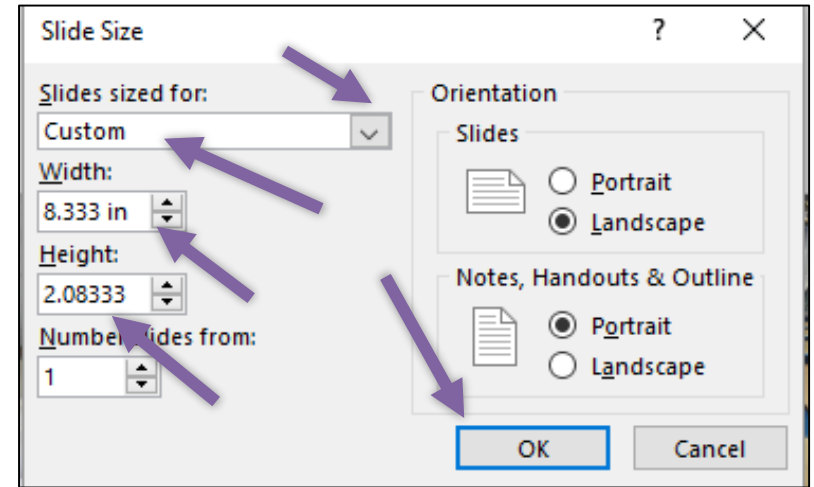 Slide Size ? ×
Slides sized for:
Custom
Width:
8.333 in
Height:
2.08333
Number ides from:
1
Orientation
Slides
Portrait
Landscape
Notes, Handouts & Outline
Portrait
Landscape
OK Cancel